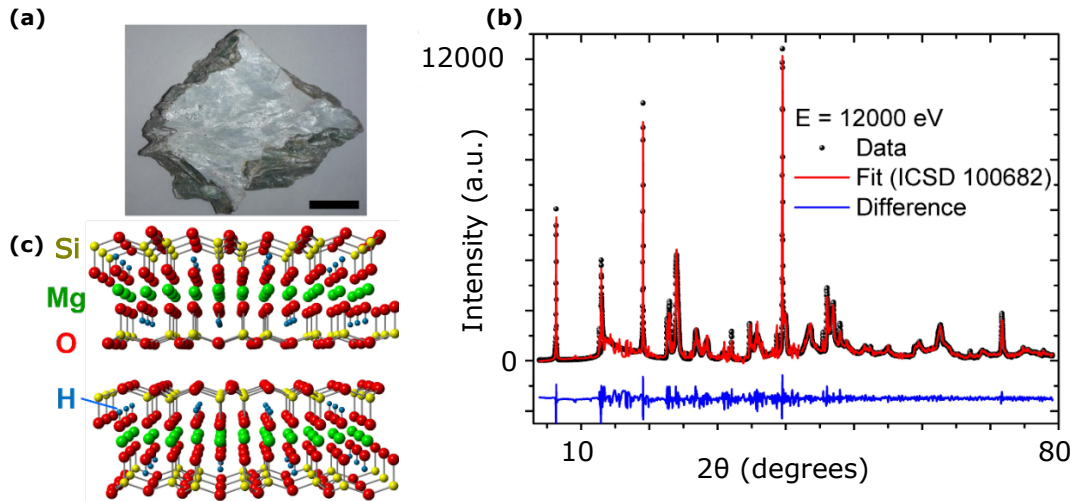 (a)
(b)
12000
Intensity (a.u.)
0
E = 12000 eV
Data
Fit (ICSD 100682)
Difference
10
80
2θ (degrees)
(c)
Si
Mg
O
H